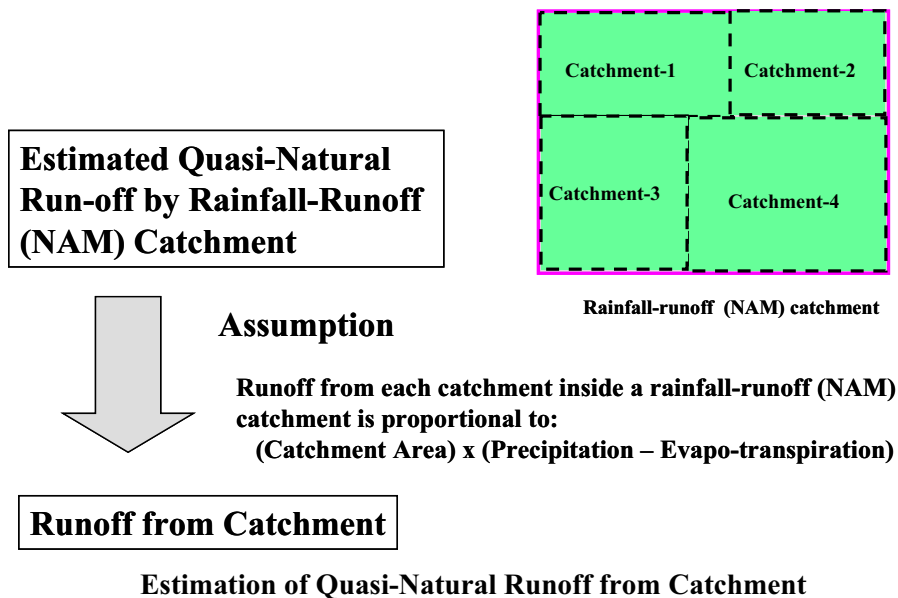 Catchment-1
Catchment-2
Catchment-3
Catchment-4
Rainfall-runoff (NAM) catchment
Estimated Quasi-Natural
Run-off by Rainfall-Runoff
(NAM) Catchment
Assumption
Runoff from each catchment inside a rainfall-runoff (NAM)
catchment is proportional to:
(Catchment Area) x (Precipitation – Evapo-transpiration)
Runoff from Catchment
Estimation of Quasi-Natural Runoff from Catchment